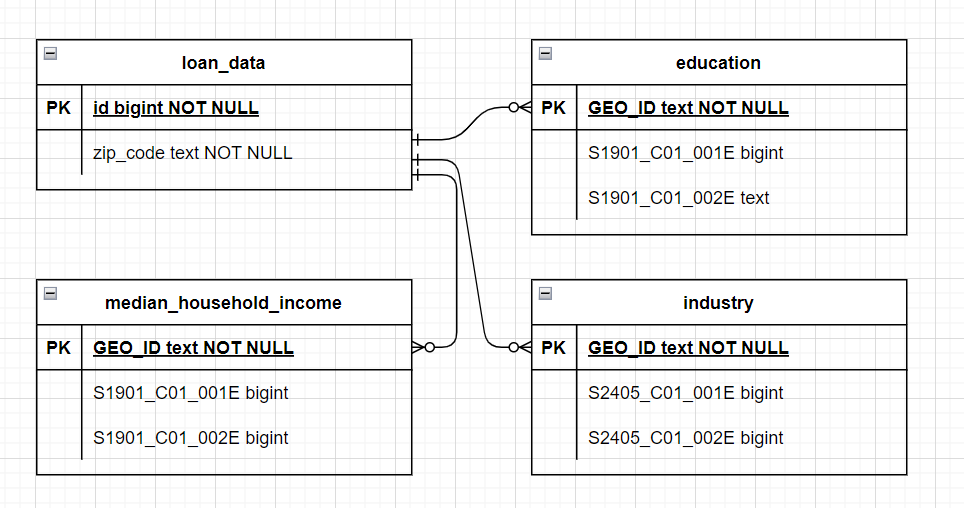 loan_data
PK id bigint NOT NULL
zip_code text NOT NULL
education
PK GEO_ID text NOT NULL
S1901_C01_001E bigint
S1901_C01_002E text
median_household_income
PK GEO_ID text NOT NULL
S1901_C01_001E bigint
S1901_C01_002E bigint
industry
PK GEO_ID text NOT NULL
S2405_C01_001E bigint
S2405_C01_002E bigint